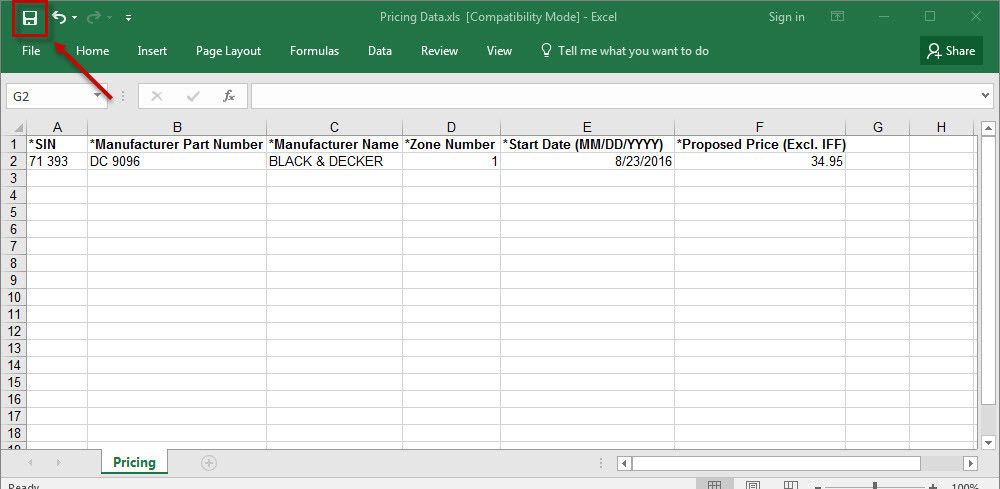 Pricing Data.xls [Compatibility Mode] - Excel
Sign in
File Home Insert Page Layout Formulas Data Review View Tell me what you want to do Share
G2 fx
A B C D E F G H
1 *SIN *Manufacturer Part Number *Manufacturer Name *Zone Number *Start Date (MM/DD/YYYY) *Proposed Price (Excl. IFF)
2 71 393 DC 9096 BLACK & DECKER 1 8/23/2016 34.95
3
4
5
6
7
8
9
10
11
12
13
14
15
16
17
18
19
Pricing
Ready 100%